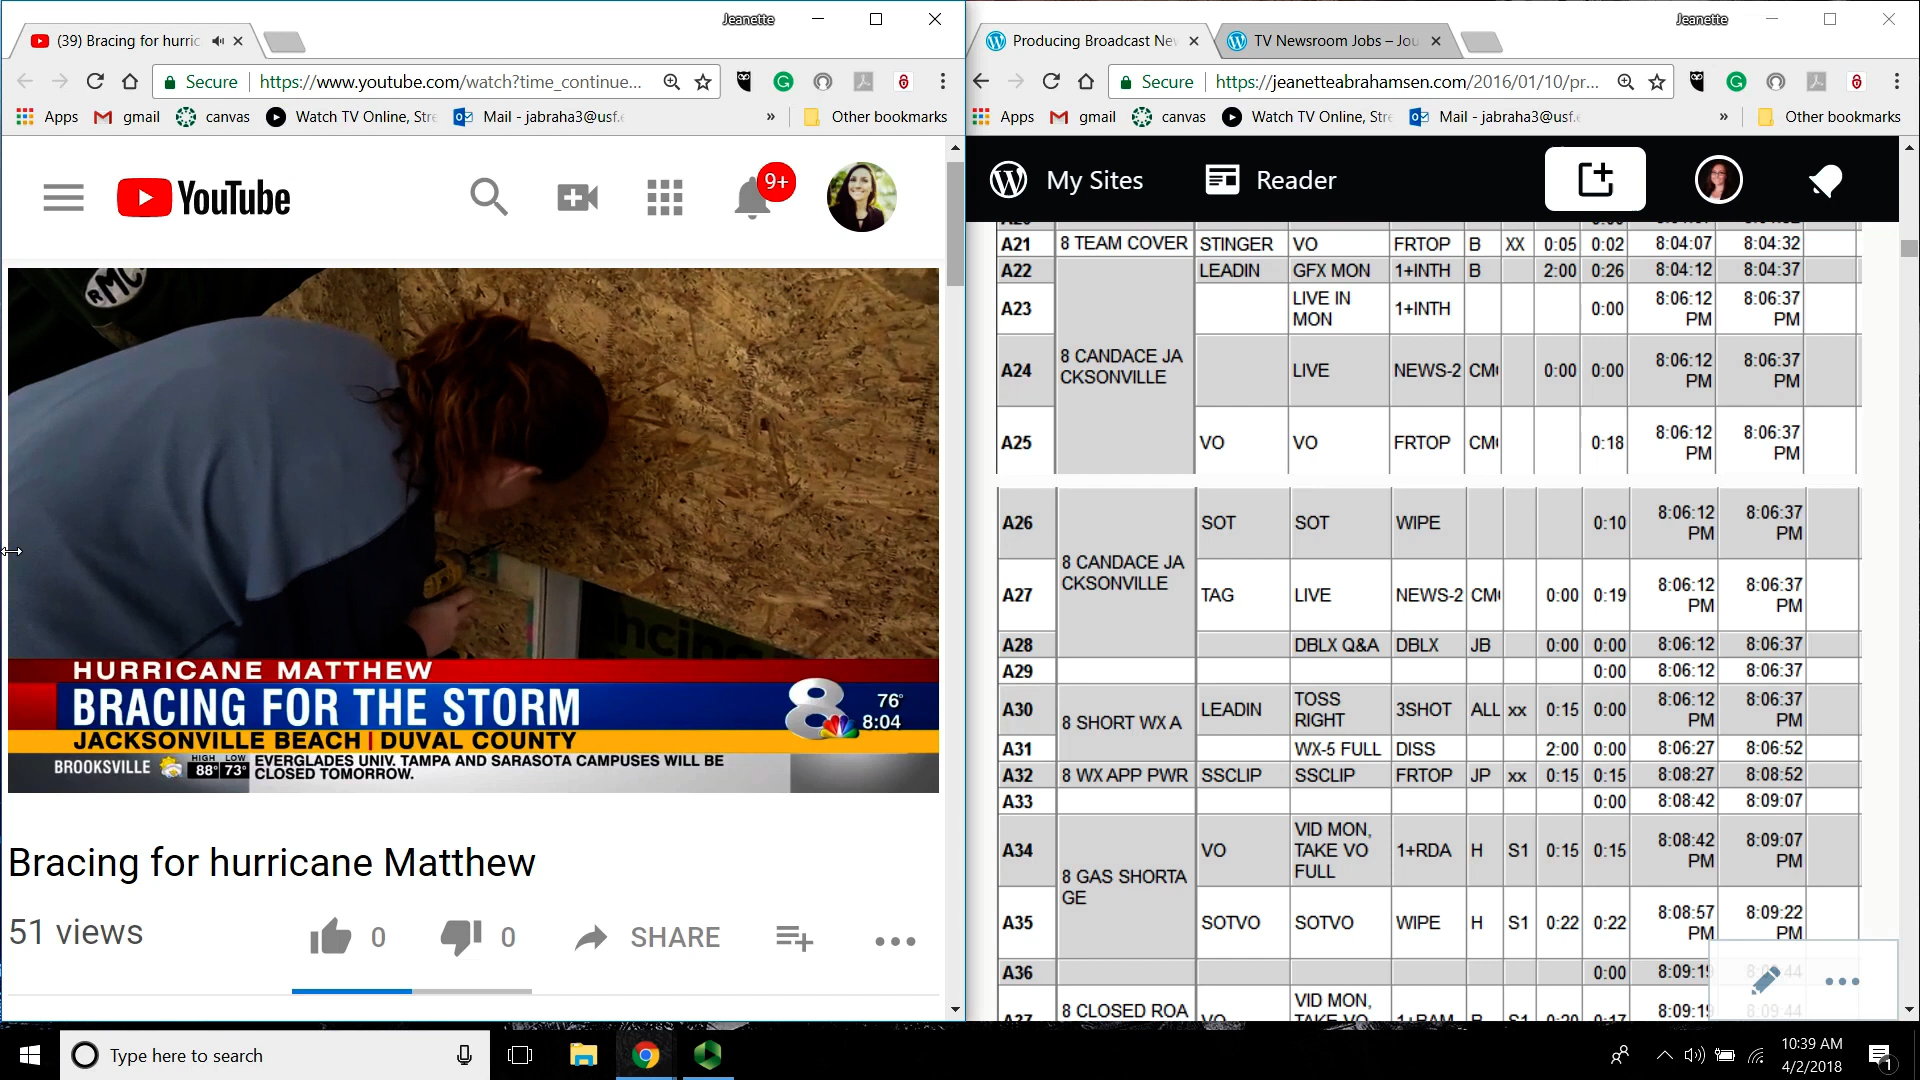 Jeanette
(39) Bracing for hurric
Secure
https://www.youtube.com/watch?time_continue...
Apps
gmail
canvas
Watch TV Online, Stre
Mail - jabraha3@usf.e
»
Other bookmarks
YouTube
9+
RMC
HURRICANE MATTHEW
BRACING FOR THE STORM
JACKSONVILLE BEACH | DUVAL COUNTY
8
76°
8:04
BROOKSVILLE
HIGH LOW
88° 73°
EVERGLADES UNIV. TAMPA AND SARASOTA CAMPUSES WILL BE
CLOSED TOMORROW.
Bracing for hurricane Matthew
51 views
0
0
SHARE
Jeanette
Producing Broadcast New
TV Newsroom Jobs – Jou
Secure
https://jeanetteabrahamsen.com/2016/01/10/pr...
Apps
gmail
canvas
Watch TV Online, Stre
Mail - jabraha3@usf.e
»
Other bookmarks
My Sites
Reader
A21 8 TEAM COVER STINGER VO FRTOP B XX 0:05 0:02 8:04:07 8:04:32
A22 LEADIN GFX MON 1+INTH B 2:00 0:26 8:04:12 8:04:37
A23 LIVE IN MON 1+INTH 0:00 8:06:12 PM 8:06:37 PM
8 CANDACE JA
CKSONVILLE
A24 LIVE NEWS-2 CM 0:00 0:00 8:06:12 PM 8:06:37 PM
A25 VO VO FRTOP CM 0:18 8:06:12 PM 8:06:37 PM
A26 SOT SOT WIPE 0:10 8:06:12 PM 8:06:37 PM
8 CANDACE JA
CKSONVILLE
A27 TAG LIVE NEWS-2 CM 0:00 0:19 8:06:12 PM 8:06:37 PM
A28 DBLX Q&A DBLX JB 0:00 0:00 8:06:12 8:06:37
A29 0:00 8:06:12 8:06:37
A30 8 SHORT WX A LEADIN TOSS RIGHT 3SHOT ALL xx 0:15 0:00 8:06:12 PM 8:06:37 PM
A31 WX-5 FULL DISS 2:00 0:00 8:06:27 8:06:52
A32 8 WX APP PWR SSCLIP SSCLIP FRTOP JP xx 0:15 0:15 8:08:27 8:08:52
A33 0:00 8:08:42 8:09:07
A34 VO VID MON, TAKE VO FULL 1+RDA H S1 0:15 0:15 8:08:42 PM 8:09:07 PM
8 GAS SHORTA
GE
A35 SOTVO SOTVO WIPE H S1 0:22 0:22 8:08:57 PM 8:09:22 PM
A36 0:00 8:09:19
8 CLOSED ROA VID MON,
Type here to search
10:39 AM
4/2/2018
1